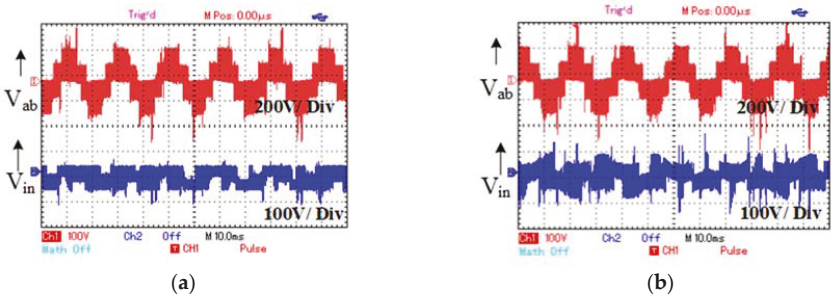 Trig'd M Pos: 0.00µs
Vab
200V/ Div
Vin
100V/ Div
Ch1 100V Ch2 Off M 10.0ms
Math Off T CH1 Pulse
(a)
Trig'd M Pos: 0.00µs
Vab
200V/ Div
Vin
100V/ Div
Ch1 100V Ch2 Off M 10.0ms
Math Off T CH1 Pulse
(b)